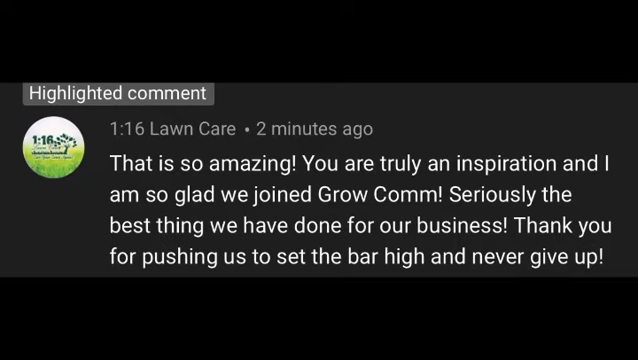 Highlighted comment
1:16 Lawn Care • 2 minutes ago
That is so amazing! You are truly an inspiration and I
am so glad we joined Grow Comm! Seriously the
best thing we have done for our business! Thank you
for pushing us to set the bar high and never give up!
1:16